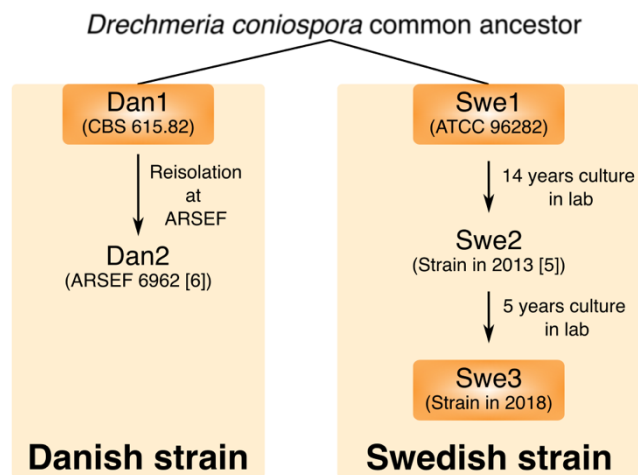 Drechmeria coniospora common ancestor
Dan1
(CBS 615.82)
Reisolation
at
ARSEF
Dan2
(ARSEF 6962 [6])
Danish strain
Swe1
(ATCC 96282)
14 years culture
in lab
Swe2
(Strain in 2013 [5])
5 years culture
in lab
Swe3
(Strain in 2018)
Swedish strain